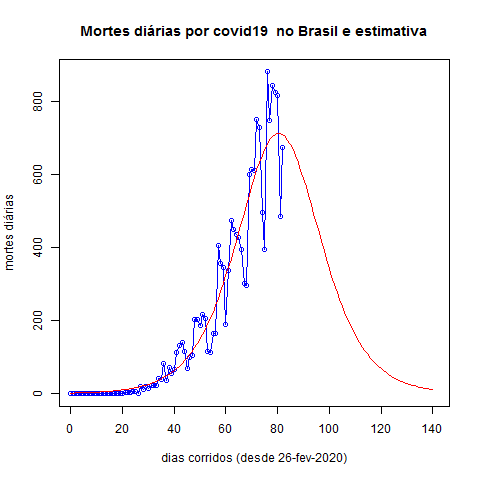 Mortes diárias por covid19 no Brasil e estimativa
mortes diárias
800
600
400
200
0
0 20 40 60 80 100 120 140
dias corridos (desde 26-fev-2020)